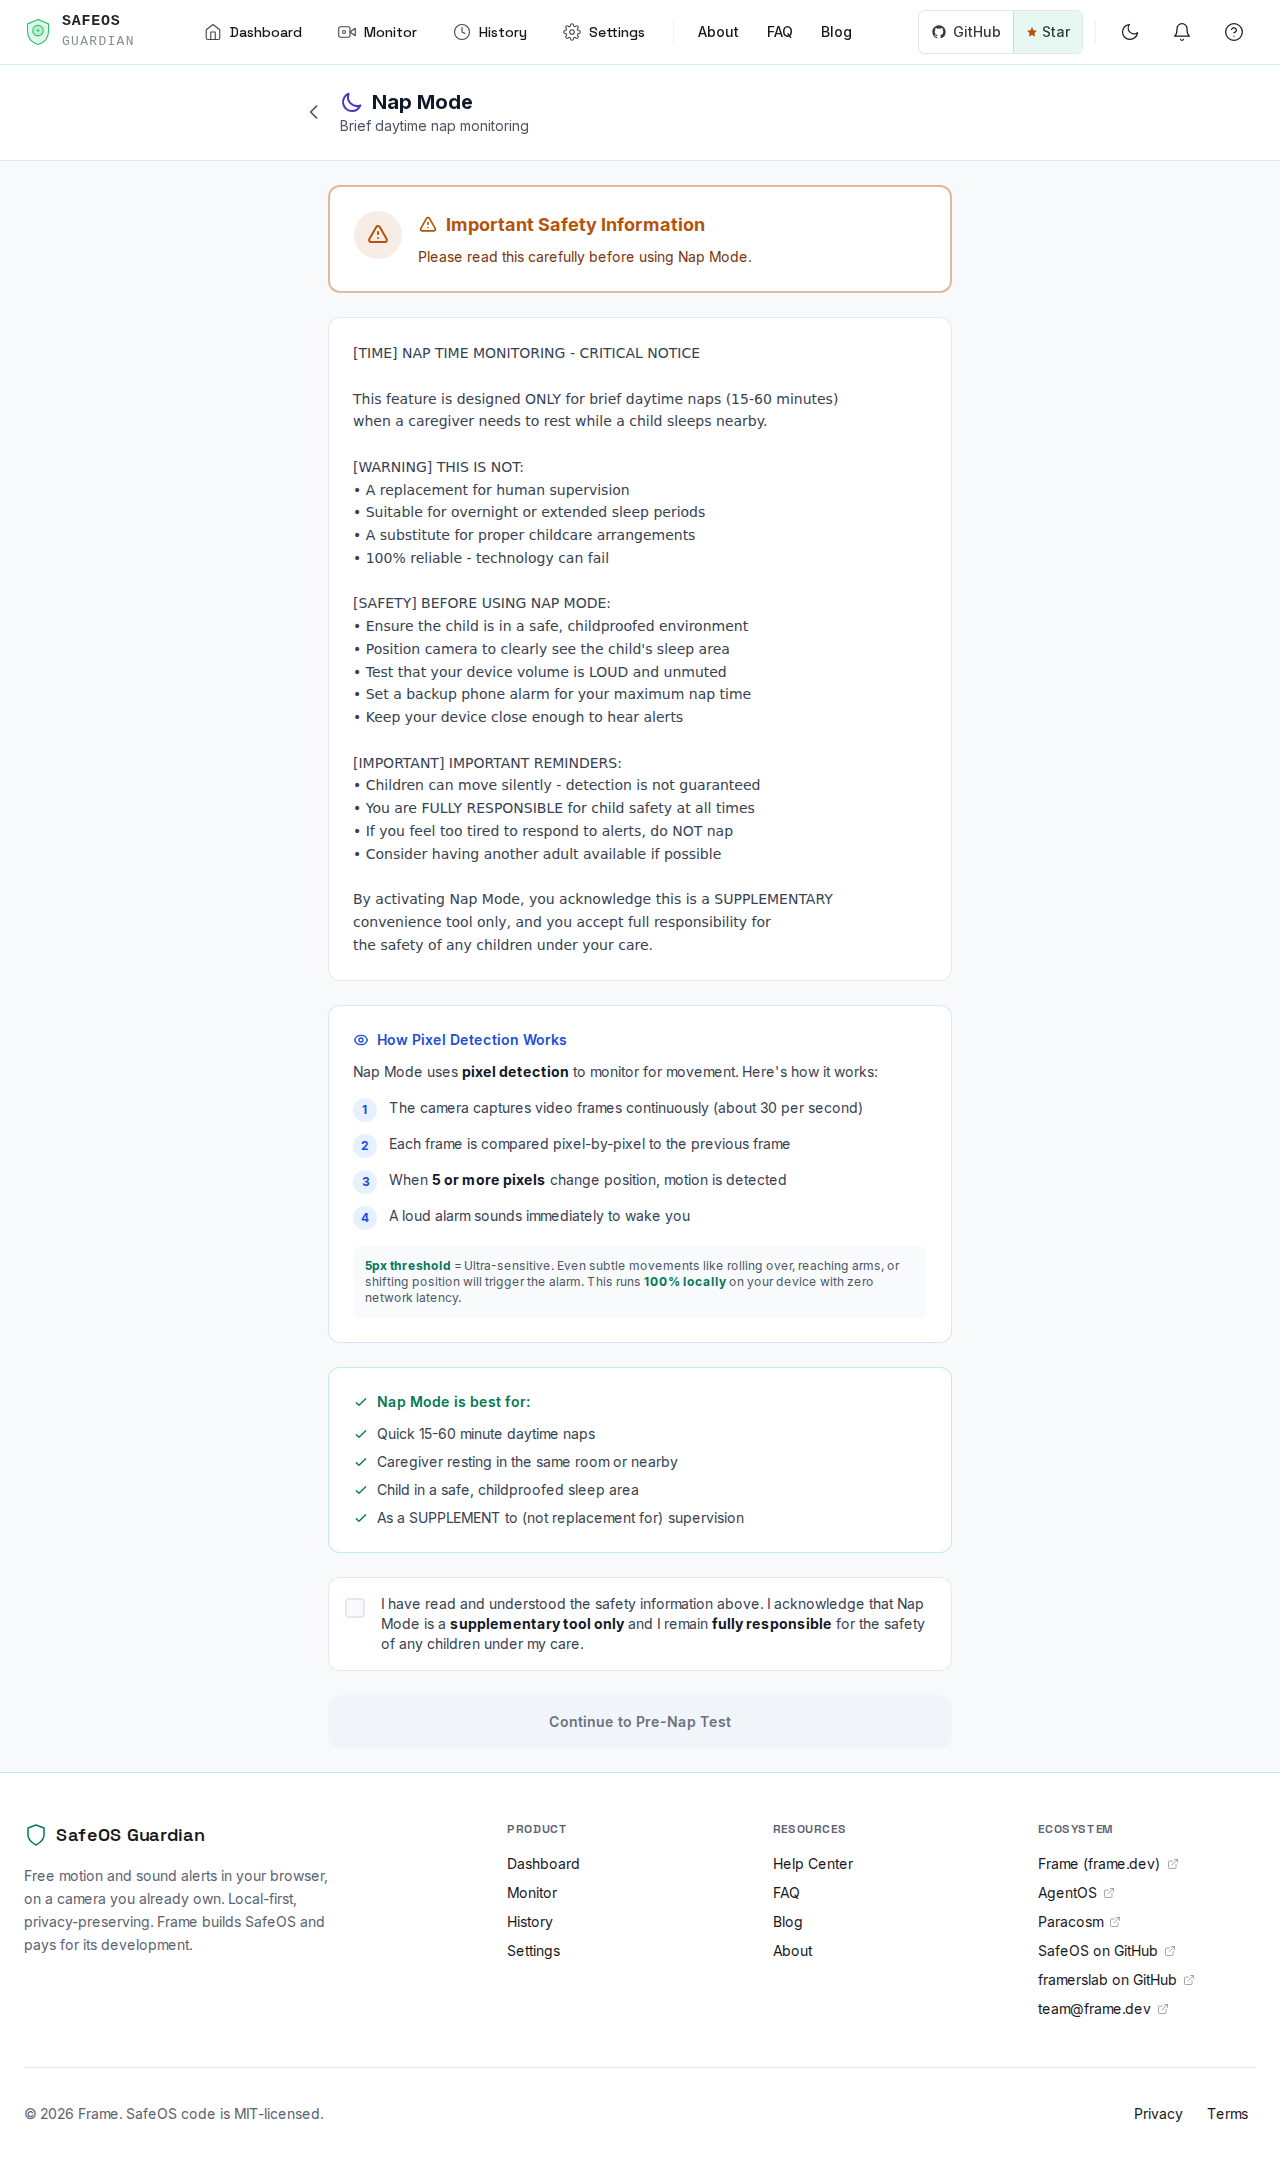 SAFEOS
GUARDIAN
Dashboard
Monitor
History
Settings
About
FAQ
Blog
GitHub
Star
Nap Mode
Brief daytime nap monitoring
Important Safety Information
Please read this carefully before using Nap Mode.
[TIME] NAP TIME MONITORING - CRITICAL NOTICE
This feature is designed ONLY for brief daytime naps (15-60 minutes)
when a caregiver needs to rest while a child sleeps nearby.
[WARNING] THIS IS NOT:
• A replacement for human supervision
• Suitable for overnight or extended sleep periods
• A substitute for proper childcare arrangements
• 100% reliable - technology can fail
[SAFETY] BEFORE USING NAP MODE:
• Ensure the child is in a safe, childproofed environment
• Position camera to clearly see the child's sleep area
• Test that your device volume is LOUD and unmuted
• Set a backup phone alarm for your maximum nap time
• Keep your device close enough to hear alerts
[IMPORTANT] IMPORTANT REMINDERS:
• Children can move silently - detection is not guaranteed
• You are FULLY RESPONSIBLE for child safety at all times
• If you feel too tired to respond to alerts, do NOT nap
• Consider having another adult available if possible
By activating Nap Mode, you acknowledge this is a SUPPLEMENTARY
convenience tool only, and you accept full responsibility for
the safety of any children under your care.
How Pixel Detection Works
Nap Mode uses pixel detection to monitor for movement. Here's how it works:
1 The camera captures video frames continuously (about 30 per second)
2 Each frame is compared pixel-by-pixel to the previous frame
3 When 5 or more pixels change position, motion is detected
4 A loud alarm sounds immediately to wake you
5px threshold = Ultra-sensitive. Even subtle movements like rolling over, reaching arms, or
shifting position will trigger the alarm. This runs 100% locally on your device with zero
network latency.
Nap Mode is best for:
Quick 15-60 minute daytime naps
Caregiver resting in the same room or nearby
Child in a safe, childproofed sleep area
As a SUPPLEMENT to (not replacement for) supervision
I have read and understood the safety information above. I acknowledge that Nap
Mode is a supplementary tool only and I remain fully responsible for the safety
of any children under my care.
Continue to Pre-Nap Test
SafeOS Guardian
Free motion and sound alerts in your browser,
on a camera you already own. Local-first,
privacy-preserving. Frame builds SafeOS and
pays for its development.
PRODUCT
Dashboard
Monitor
History
Settings
RESOURCES
Help Center
FAQ
Blog
About
ECOSYSTEM
Frame (frame.dev)
AgentOS
Paracosm
SafeOS on GitHub
framerslab on GitHub
team@frame.dev
© 2026 Frame. SafeOS code is MIT-licensed.
Privacy
Terms